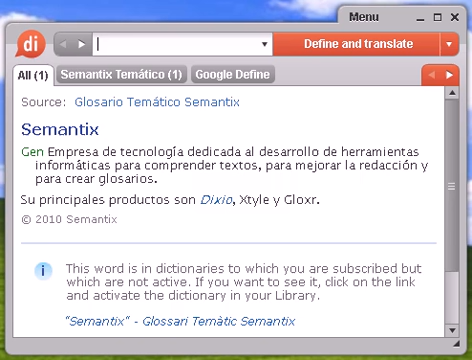 Menu
di
Define and translate
All (1) Semantix Temático (1) Google Define
Source: Glosario Temático Semantix
Semantix
Gen Empresa de tecnología dedicada al desarrollo de herramientas
informáticas para comprender textos, para mejorar la redacción y
para crear glosarios.
Su principales productos son Dixio, Xtyle y Gloxr.
© 2010 Semantix
i
This word is in dictionaries to which you are subscribed but
which are not active. If you want to see it, click on the link
and activate the dictionary in your Library.
"Semantix" - Glossari Temàtic Semantix